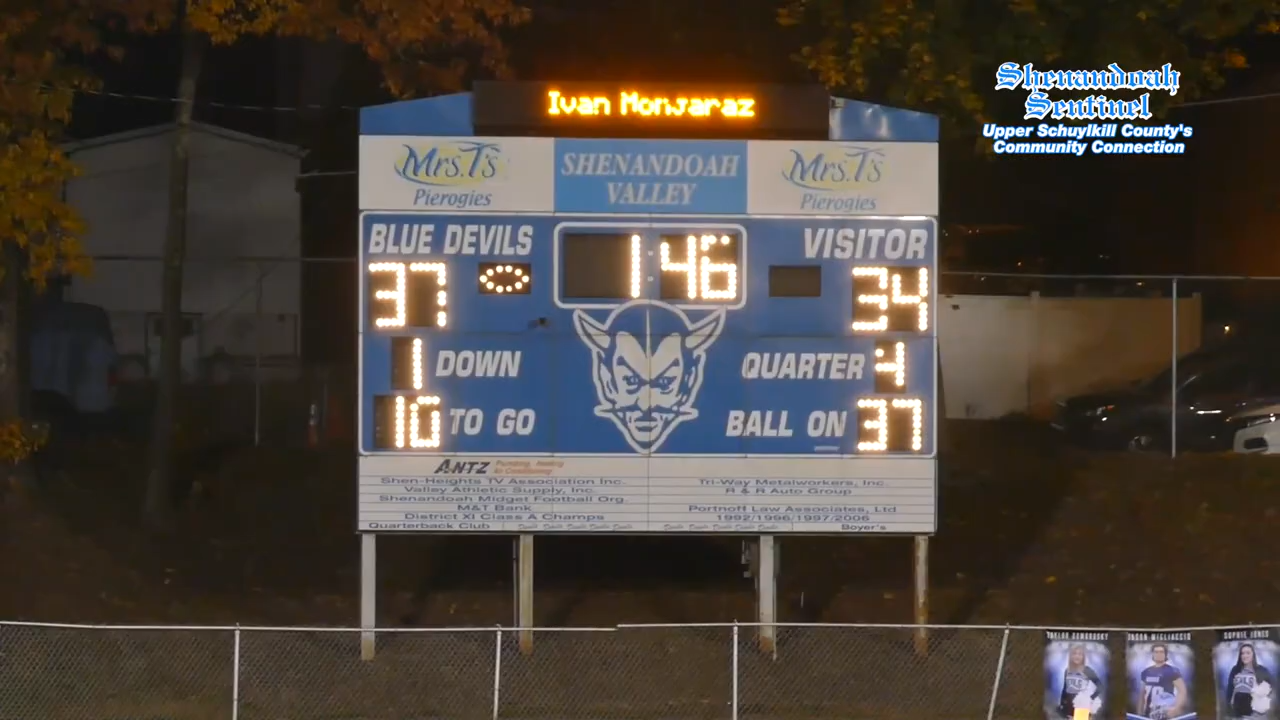 Ivan Monjaraz
Shenandoah
Sentinel
Upper Schuylkill County's
Community Connection
Mrs. T's
Pierogies
SHENANDOAH
VALLEY
Mrs. T's
Pierogies
BLUE DEVILS
1:46
VISITOR
37
34
1 DOWN
QUARTER 4
10 TO GO
BALL ON 37
ANTZ
Shen-Heights TV Association Inc.
Valley Athletic Supply, Inc.
Shenandoah Midget Football Org.
M&T Bank
District XI Class A Champs
Quarterback Club
Tri-Way Metalworkers, Inc.
R & R Auto Group
Portnoff Law Associates, Ltd
1992/1996/1997/2006
Boyer's